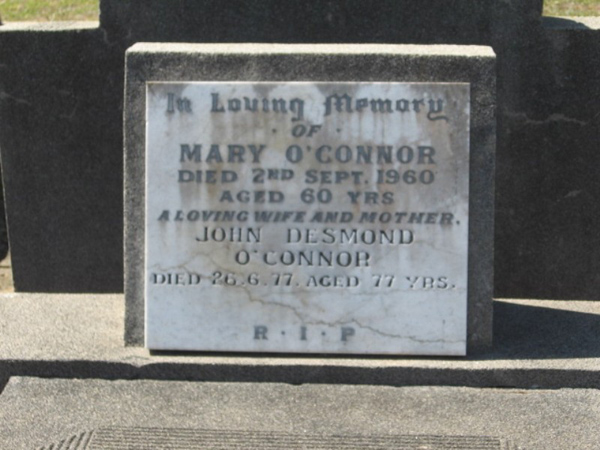 In Loving Memory
· OF ·
MARY O'CONNOR
DIED 2ND SEPT. 1960
AGED 60 YRS
A LOVING WIFE AND MOTHER.
JOHN DESMOND
O'CONNOR
DIED 26.6.77. AGED 77 YRS.
R · I · P